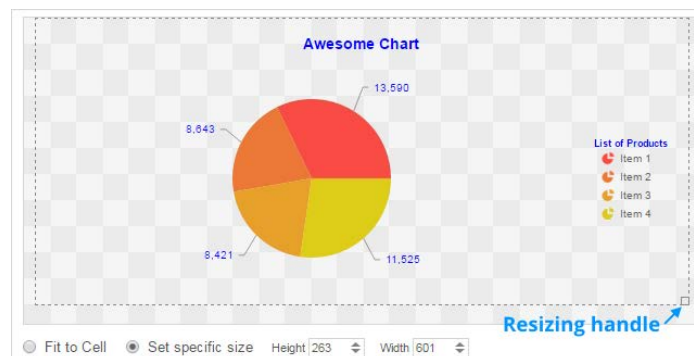 Awesome Chart
13,590
8,643
List of Products
Item 1
Item 2
Item 3
Item 4
8,421
11,525
Resizing handle
Fit to Cell Set specific size Height 263 Width 601